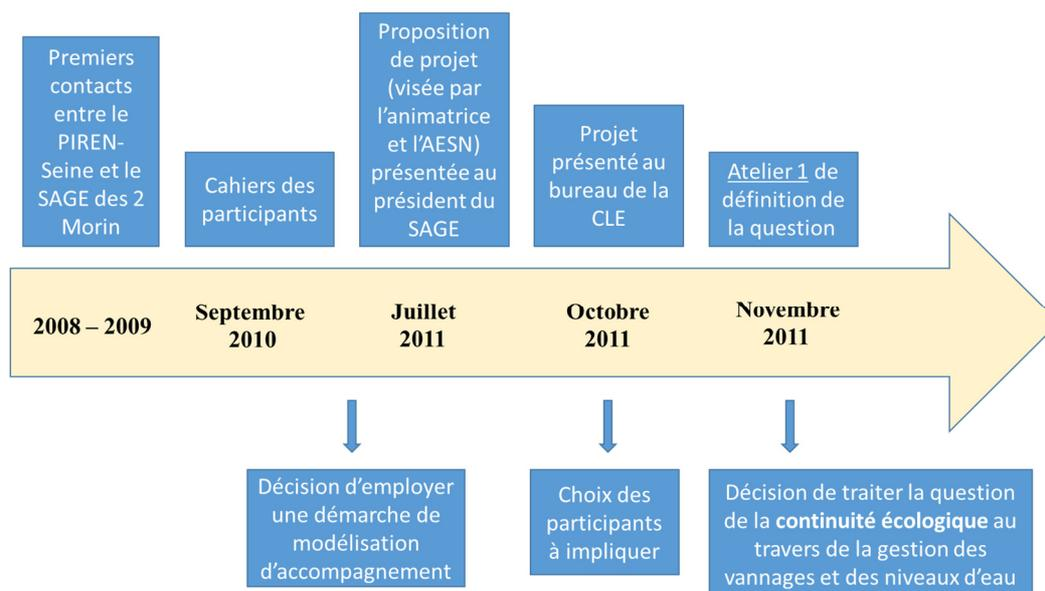 Premiers
contacts
entre le
PIREN-
Seine et le
SAGE des 2
Morin
Cahiers des
participants
Proposition
de projet
(visée par
l'animatrice
et l'AESN)
présentée au
président du
SAGE
Projet
présenté au
bureau de la
CLE
Atelier 1 de
définition de
la question
2008 – 2009
Septembre
2010
Juillet
2011
Octobre
2011
Novembre
2011
Décision d'employer
une démarche de
modélisation
d'accompagnement
Choix des
participants
à impliquer
Décision de traiter la question
de la continuité écologique au
travers de la gestion des
vannages et des niveaux d'eau